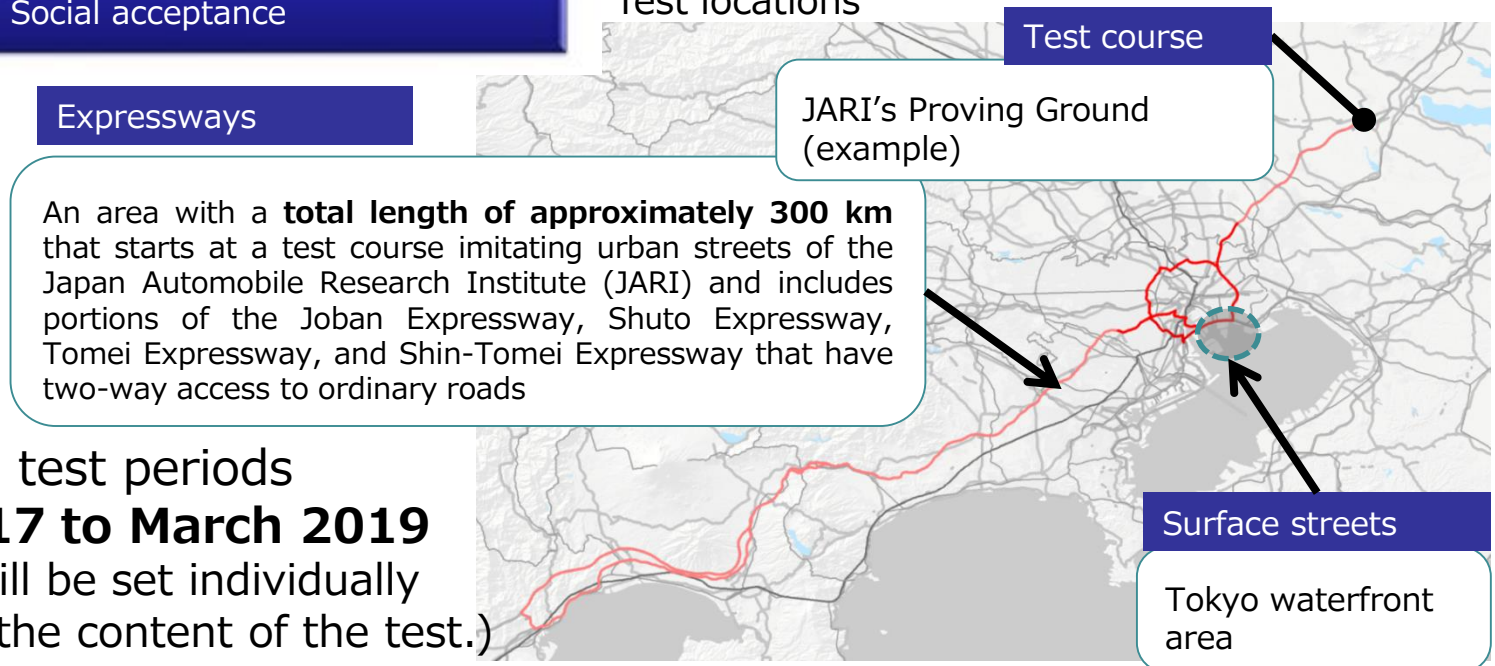 Social acceptance
Test locations
Test course
JARI's Proving Ground
(example)
Expressways
An area with a total length of approximately 300 km
that starts at a test course imitating urban streets of the
Japan Automobile Research Institute (JARI) and includes
portions of the Joban Expressway, Shuto Expressway,
Tomei Expressway, and Shin-Tomei Expressway that have
two-way access to ordinary roads
test periods
17 to March 2019
ill be set individually
the content of the test.)
Surface streets
Tokyo waterfront
area